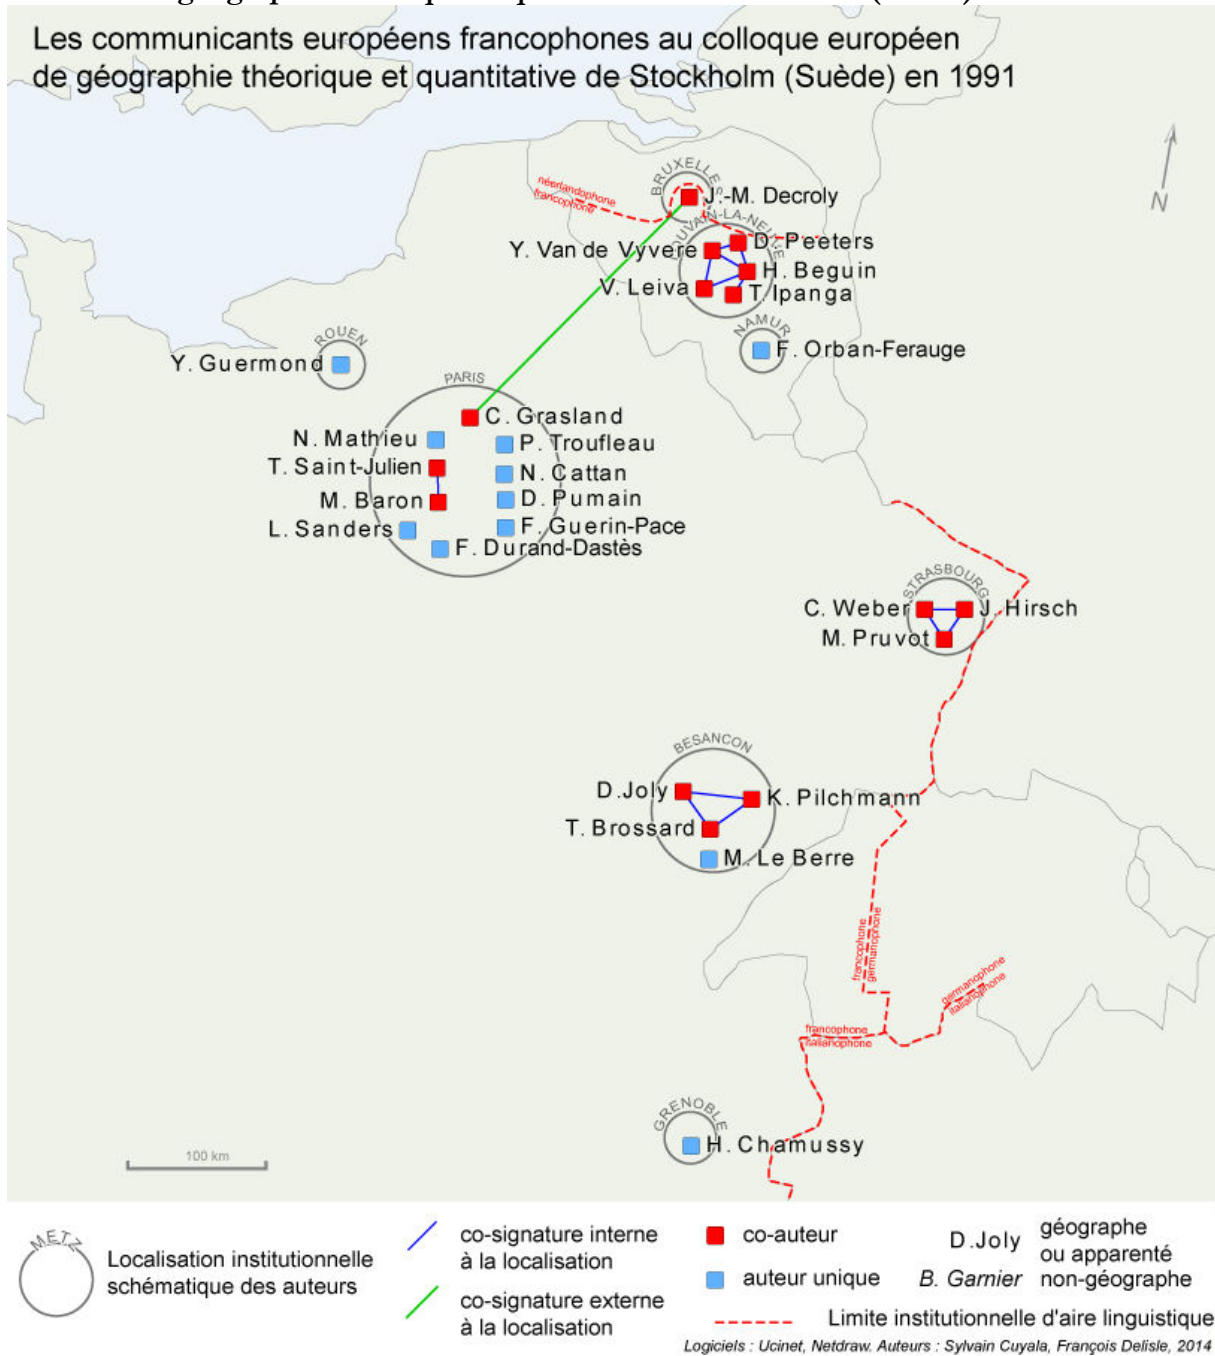 Les communicants européens francophones au colloque européen
de géographie théorique et quantitative de Stockholm (Suède) en 1991
N
BRUXELLES
néerlandophone
francophone
J.-M. Decroly
LOUVAIN-LA-NEUVE
D. Peeters
Y. Van de Vyvere
H. Beguin
V. Leiva
T. Ipanga
NAMUR
F. Orban-Ferauge
ROUEN
Y. Guermond
PARIS
C. Grasland
N. Mathieu
P. Troufleau
T. Saint-Julien
N. Cattan
M. Baron
D. Pumain
L. Sanders
F. Guerin-Pace
F. Durand-Dastès
STRASBOURG
C. Weber
J. Hirsch
M. Pruvot
BESANCON
D.Joly
K. Pilchmann
T. Brossard
M. Le Berre
francophone
germanophone
germanophone
italianophone
francophone
italianophone
GRENOBLE
H. Chamussy
100 km
METZ
Localisation institutionnelle
schématique des auteurs
co-signature interne
à la localisation
co-signature externe
à la localisation
co-auteur
auteur unique
D.Joly
géographe
ou apparenté
B. Garnier
non-géographe
Limite institutionnelle d'aire linguistique
Logiciels : Ucinet, Netdraw. Auteurs : Sylvain Cuyala, François Delisle, 2014